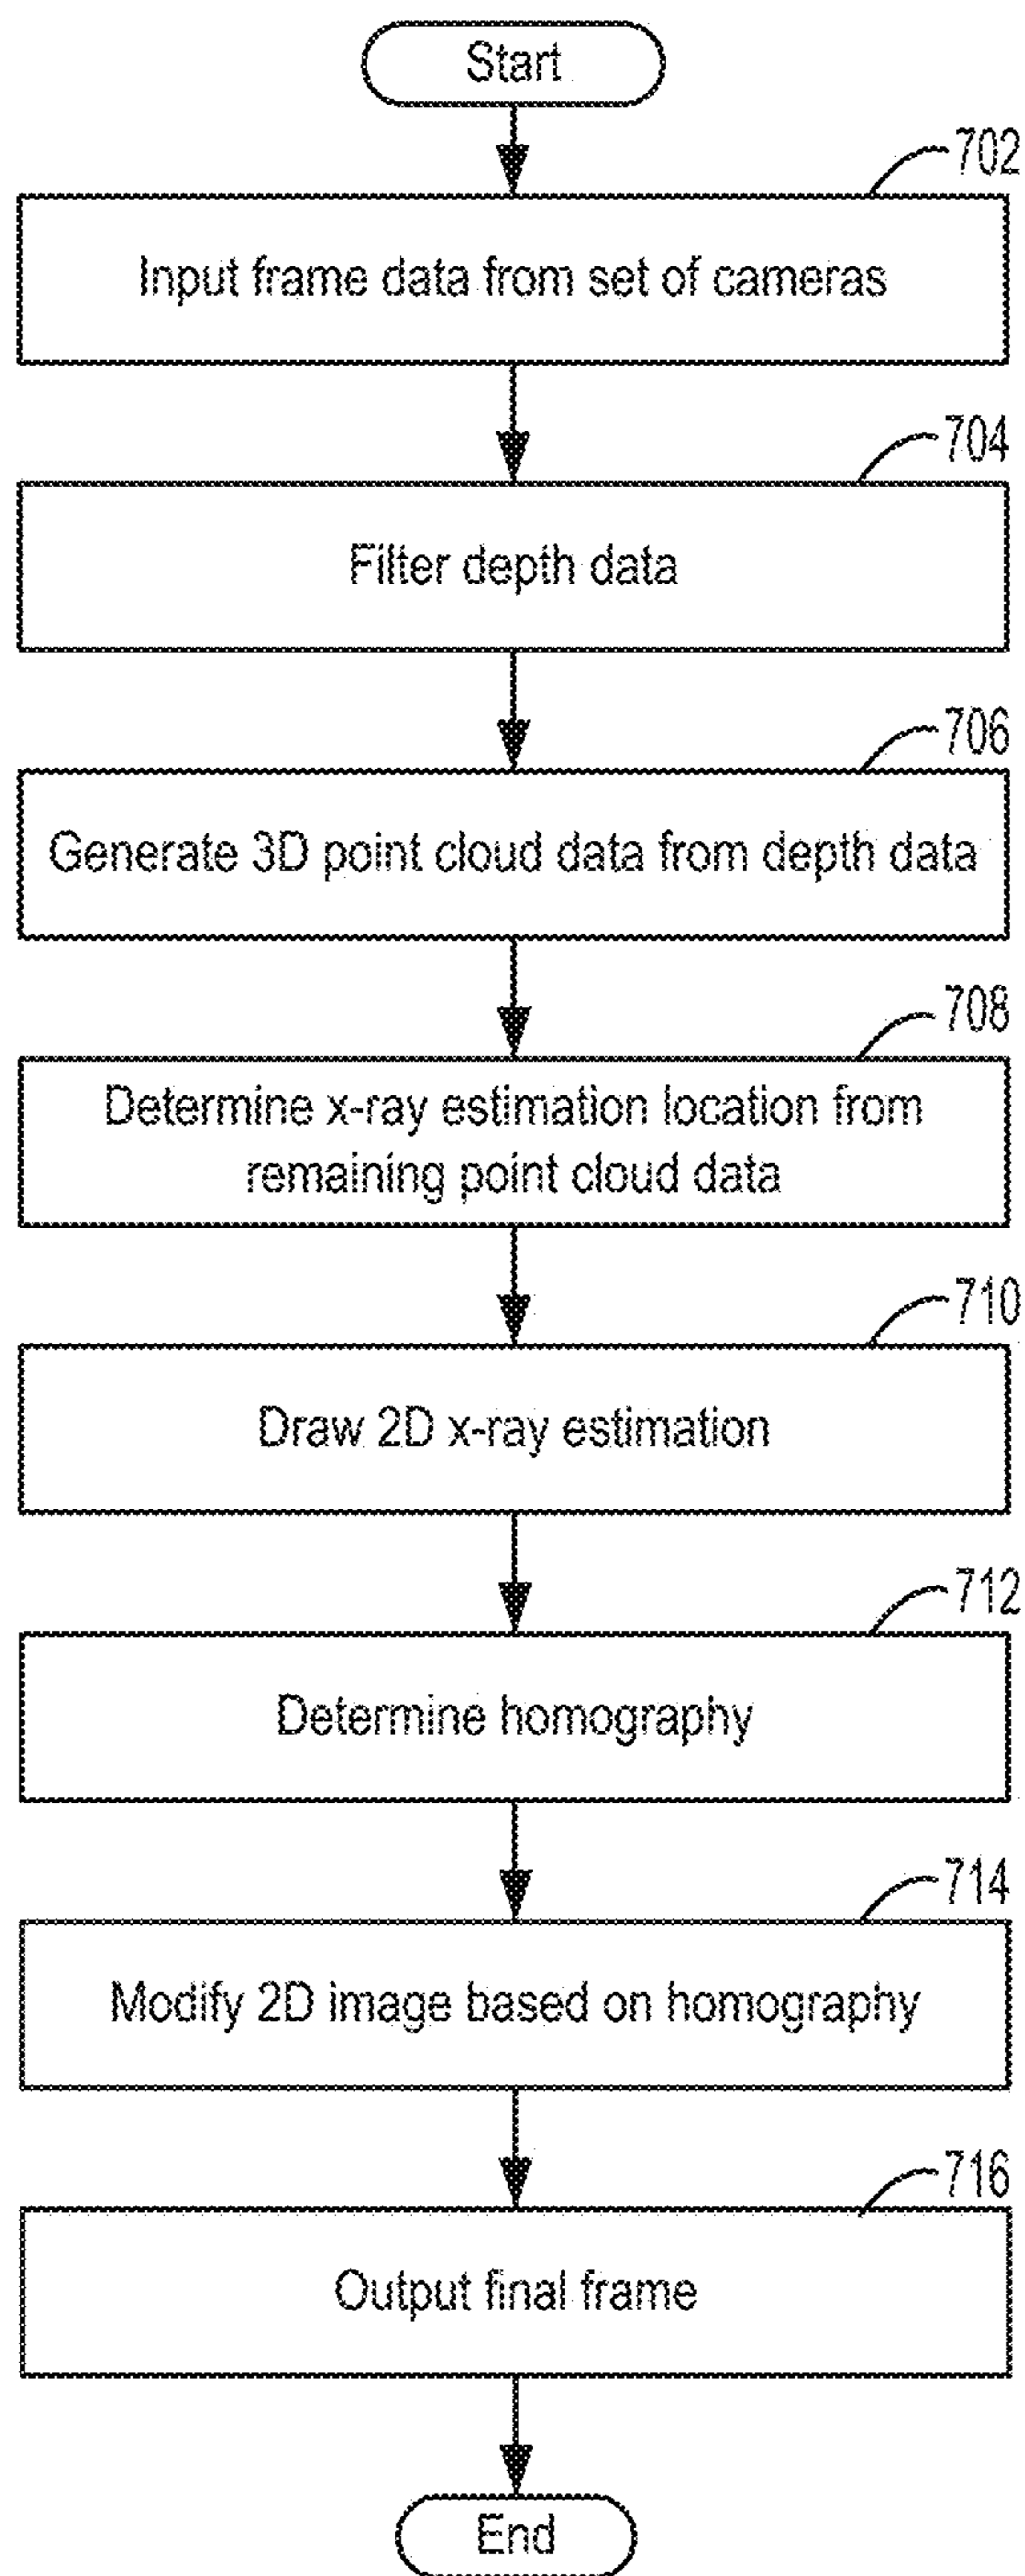 Start
702
Input frame data from set of cameras
704
Filter depth data
706
Generate 3D point cloud data from depth data
708
Determine x-ray estimation location from
remaining point cloud data
710
Draw 2D x-ray estimation
712
Determine homography
714
Modify 2D image based on homography
716
Output final frame
End